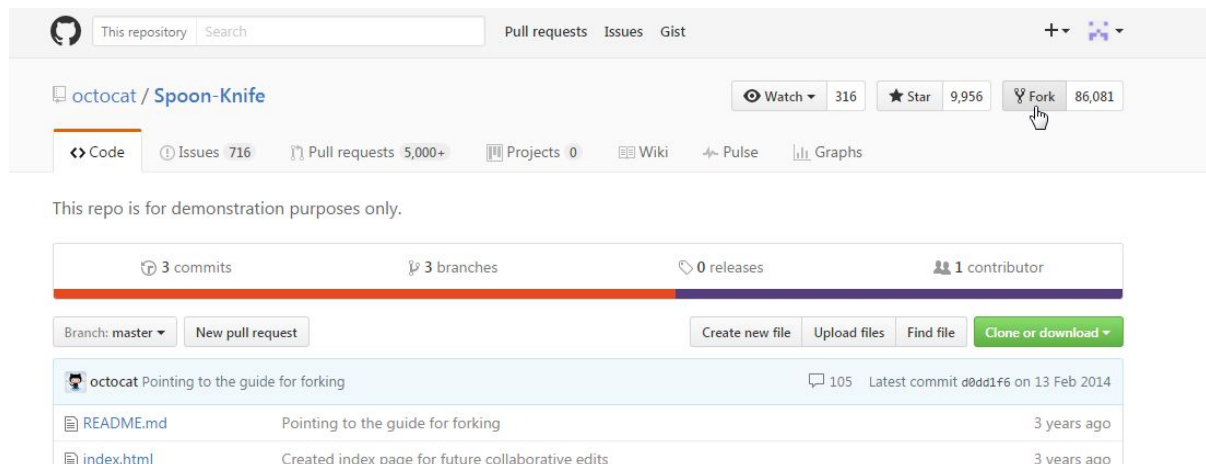 This repository Search Pull requests Issues Gist
octocat / Spoon-Knife Watch 316 Star 9,956 Fork 86,081
Code Issues 716 Pull requests 5,000+ Projects 0 Wiki Pulse Graphs
This repo is for demonstration purposes only.
3 commits 3 branches 0 releases 1 contributor
Branch: master New pull request Create new file Upload files Find file Clone or download
octocat Pointing to the guide for forking 105 Latest commit d0dd1f6 on 13 Feb 2014
README.md Pointing to the guide for forking 3 years ago
index.html Created index page for future collaborative edits 3 years ago